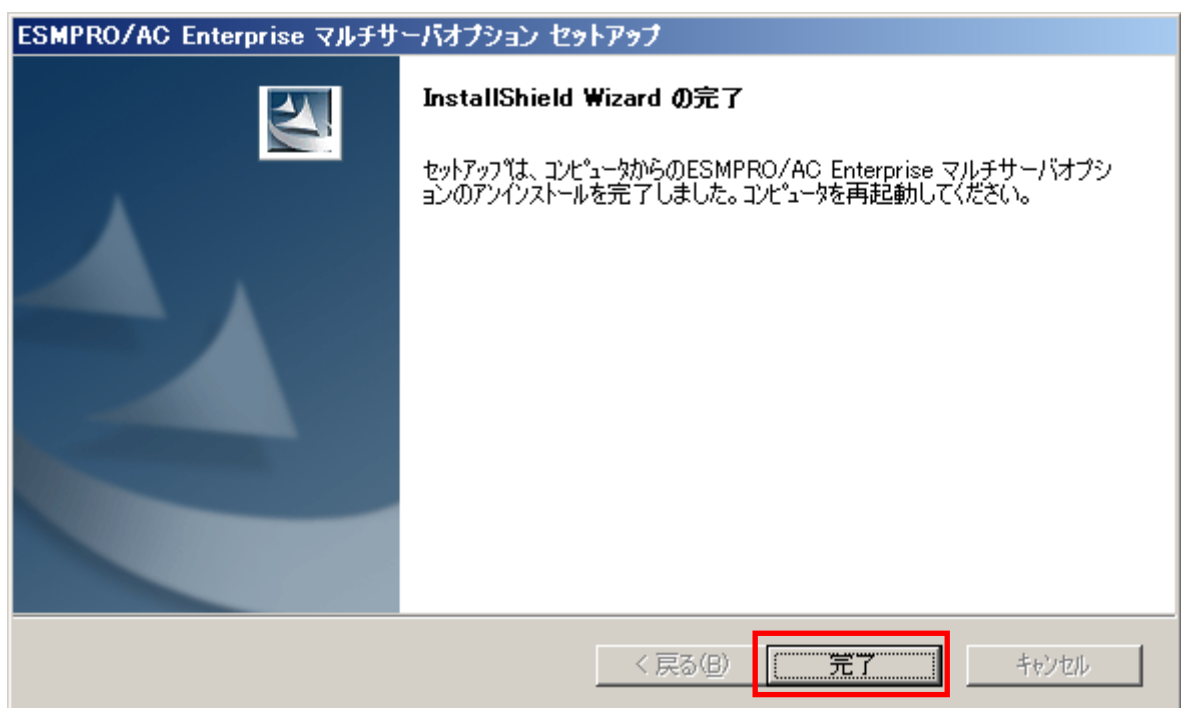 ESMPRO/AC Enterprise マルチサーバオプション セットアップ
InstallShield Wizard の完了
セットアップは、コンピュータからのESMPRO/AC Enterprise マルチサーバオプシ
ョンのアンインストールを完了しました。コンピュータを再起動してください。
< 戻る(B)
完了
キャンセル